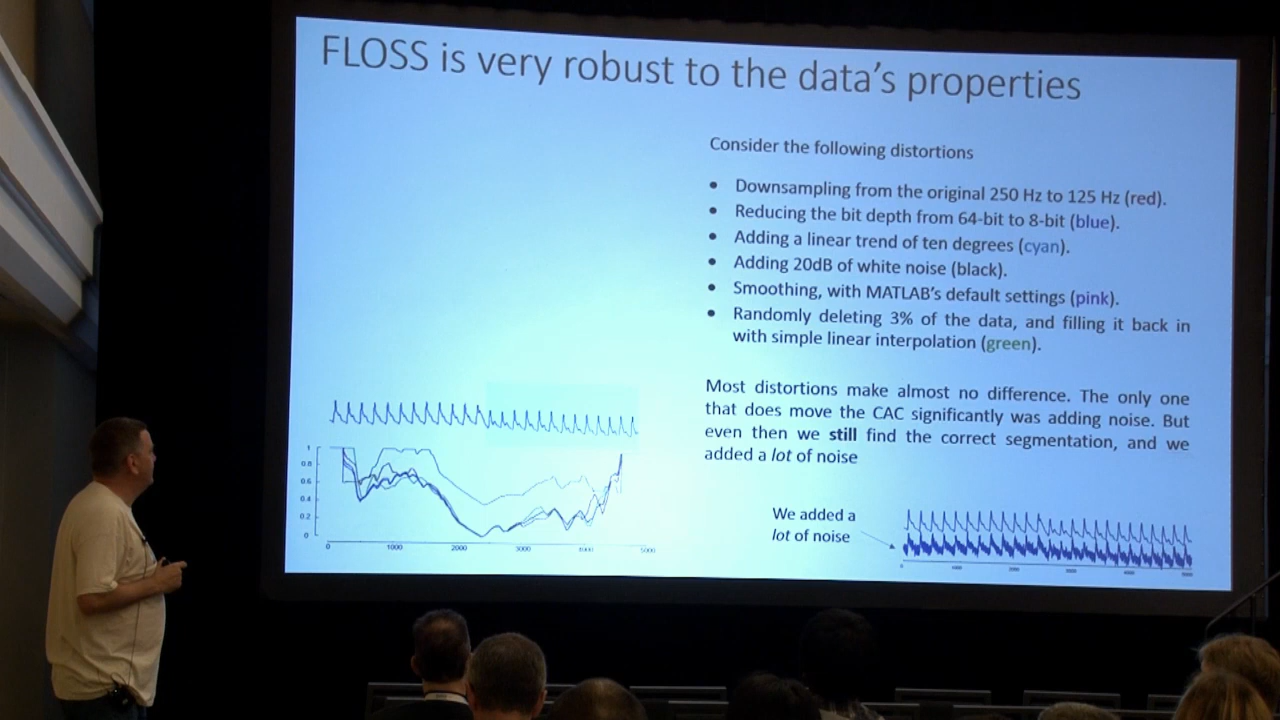 FLOSS is very robust to the data's properties
Consider the following distortions
• Downsampling from the original 250 Hz to 125 Hz (red).
• Reducing the bit depth from 64-bit to 8-bit (blue).
• Adding a linear trend of ten degrees (cyan).
• Adding 20dB of white noise (black).
• Smoothing, with MATLAB's default settings (pink).
• Randomly deleting 3% of the data, and filling it back in
with simple linear interpolation (green).
Most distortions make almost no difference. The only one
that does move the CAC significantly was adding noise. But
even then we still find the correct segmentation, and we
added a lot of noise
1
0.8
0.6
0.4
0.2
0
0 1000 2000 3000 4000 5000
We added a
lot of noise